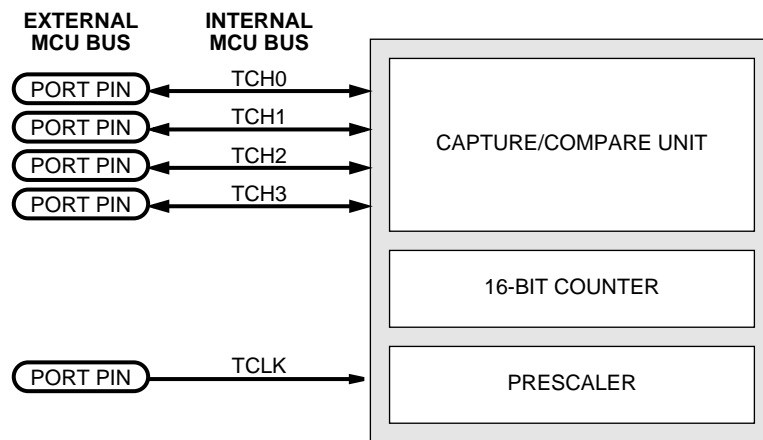 EXTERNAL
MCU BUS
INTERNAL
MCU BUS
PORT PIN
TCH0
PORT PIN
TCH1
PORT PIN
TCH2
PORT PIN
TCH3
CAPTURE/COMPARE UNIT
16-BIT COUNTER
PORT PIN
TCLK
PRESCALER